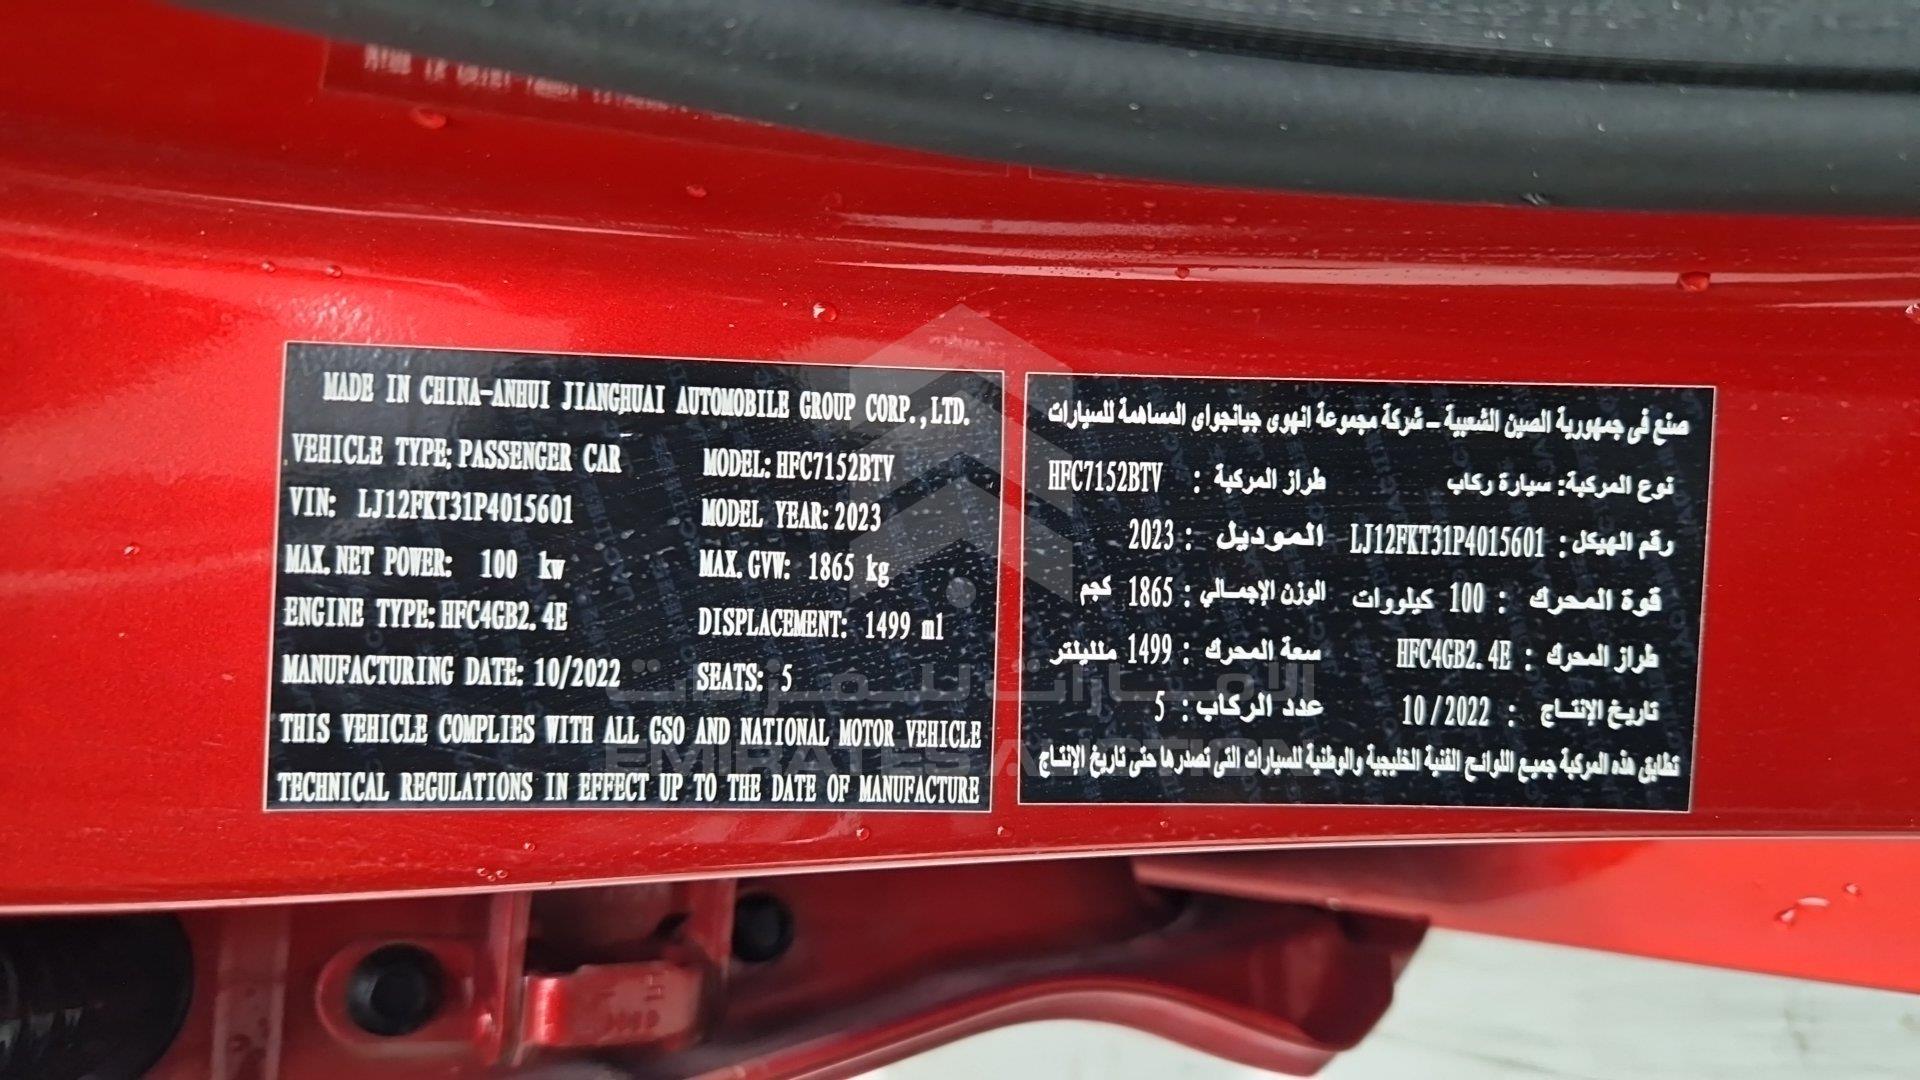 MADE IN CHINA-ANHUI JIANGHUAI AUTOMOBILE GROUP CORP.,LTD.
VEHICLE TYPE: PASSENGER CAR MODEL: HFC7152BTV
VIN: LJ12FKT31P4015601 MODEL YEAR: 2023
MAX. NET POWER: 100 kw MAX. GVW: 1865 kg
ENGINE TYPE: HFC4GB2.4E DISPLACEMENT: 1499 ml
MANUFACTURING DATE: 10/2022 SEATS: 5
THIS VEHICLE COMPLIES WITH ALL GSO AND NATIONAL MOTOR VEHICLE
TECHNICAL REGULATIONS IN EFFECT UP TO THE DATE OF MANUFACTURE
صنع فى جمهورية الصين الشعبية – شركة مجموعة انهوى جيانجواى المساهمة للسيارات
نوع المركبة: سيارة ركاب طراز المركبة : HFC7152BTV
رقم الهيكل : LJ12FKT31P4015601 الموديل : 2023
قوة المحرك : 100 كيلووات الوزن الإجمالي : 1865 كجم
طراز المحرك : HFC4GB2.4E سعة المحرك : 1499 ملليلتر
تاريخ الإنتاج : 10/2022 عدد الركاب : 5
تطابق هذه المركبة جميع اللوائح الفنية الخليجية والوطنية للسيارات التى تصدرها حتى تاريخ الإنتاج
الإمارات للمزادات
EMIRATES AUCTION